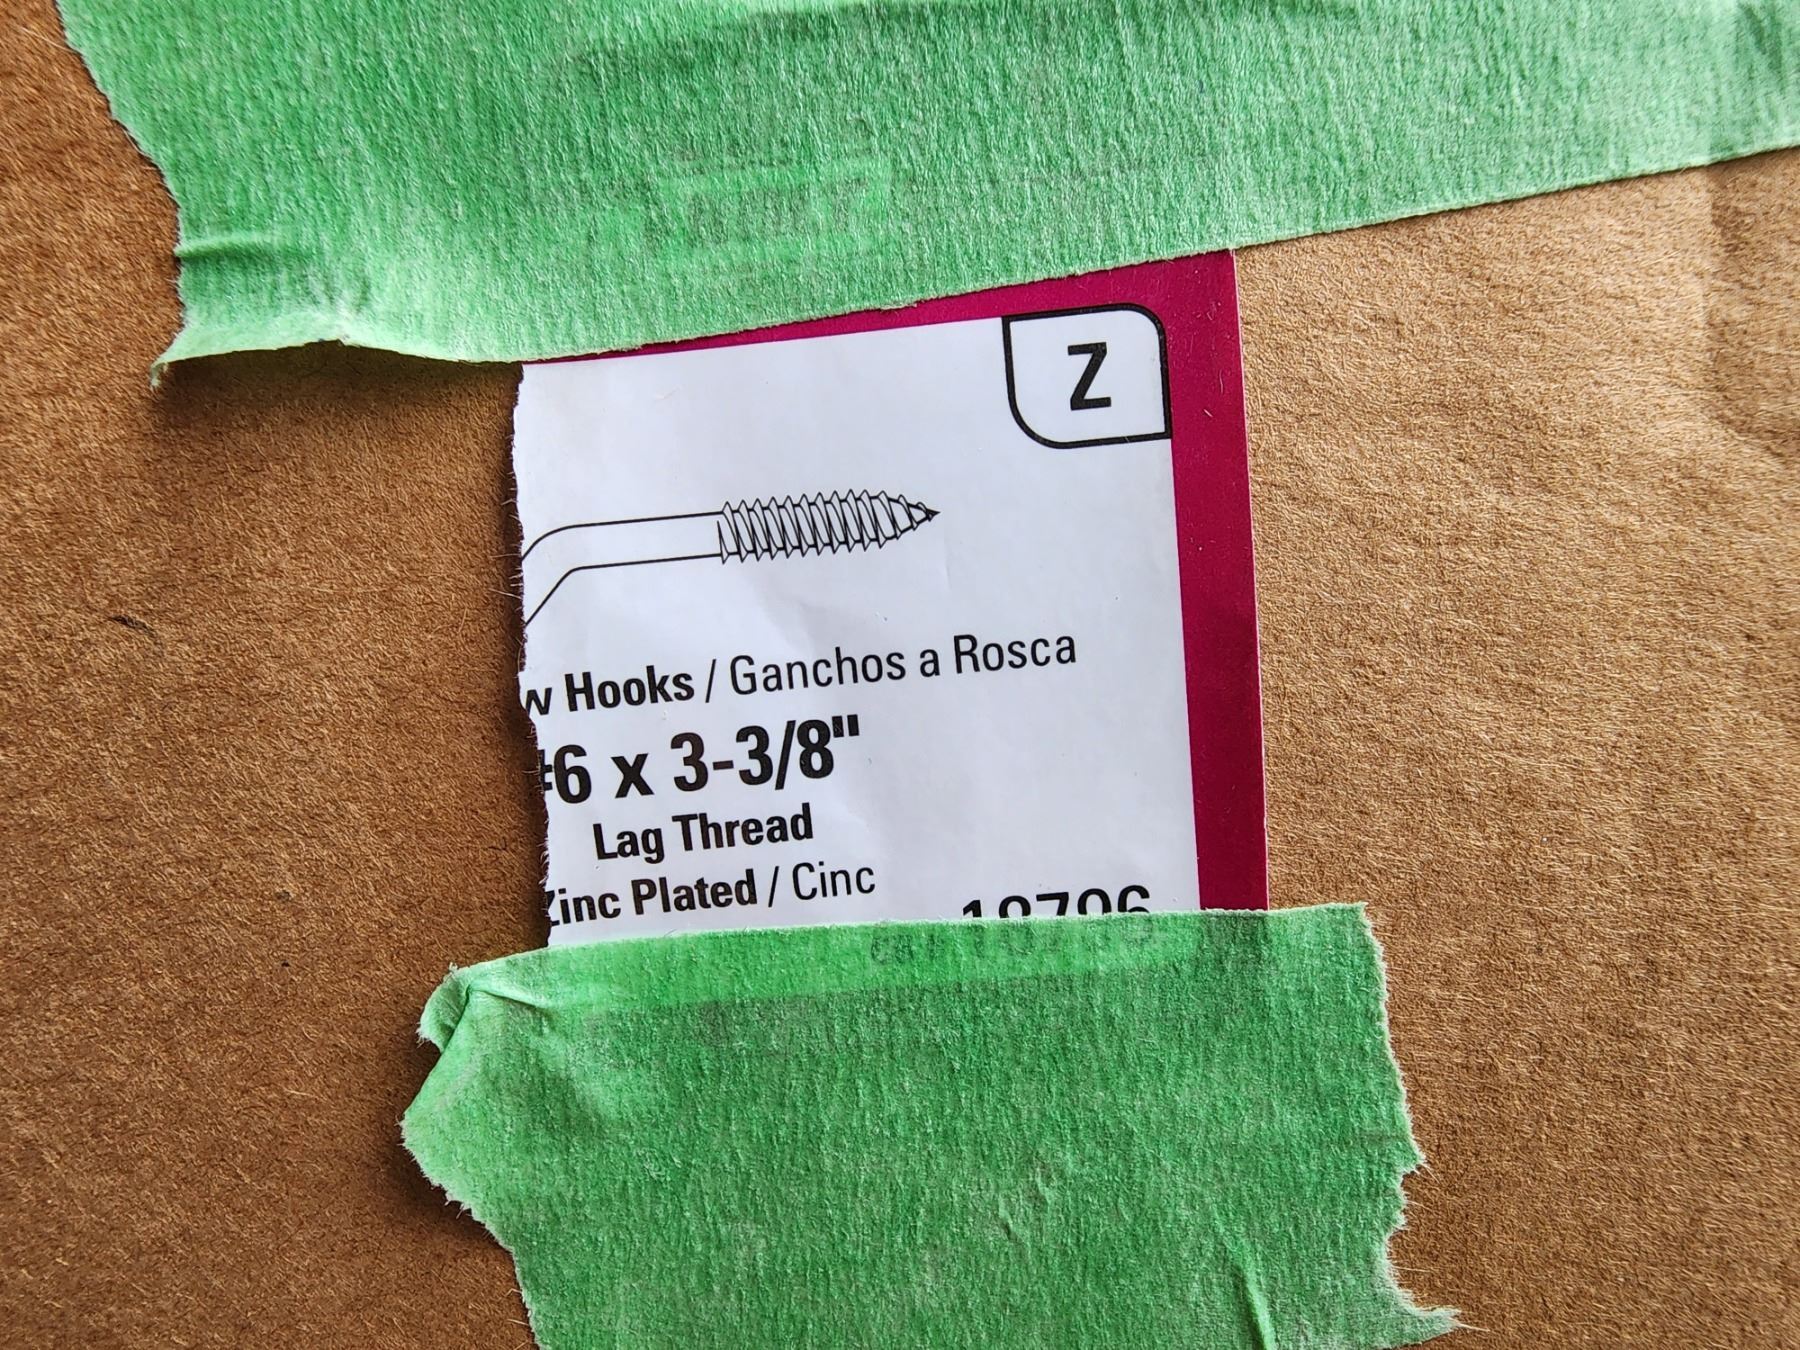 Z
Hooks / Ganchos a Rosca
#6 x 3-3/8"
Lag Thread
Zinc Plated / Cinc